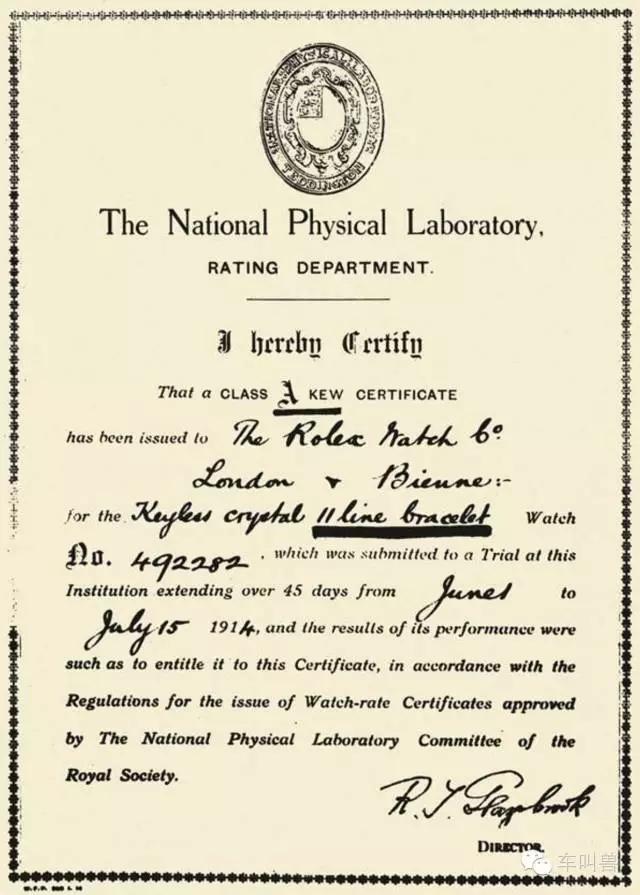 NATIONAL PHYSICAL LABORATORY
TEDDINGTON
The National Physical Laboratory,
RATING DEPARTMENT.
I hereby Certify
That a CLASS A KEW CERTIFICATE
has been issued to The Rolex Watch Co
London & Bienne:-
for the Keyless crystal 11 line bracelet Watch
No. 492282, which was submitted to a Trial at this
Institution extending over 45 days from June 1 to
July 15 1914, and the results of its performance were
such as to entitle it to this Certificate, in accordance with the
Regulations for the issue of Watch-rate Certificates approved
by The National Physical Laboratory Committee of the
Royal Society.
DIRECTOR.
车叫兽